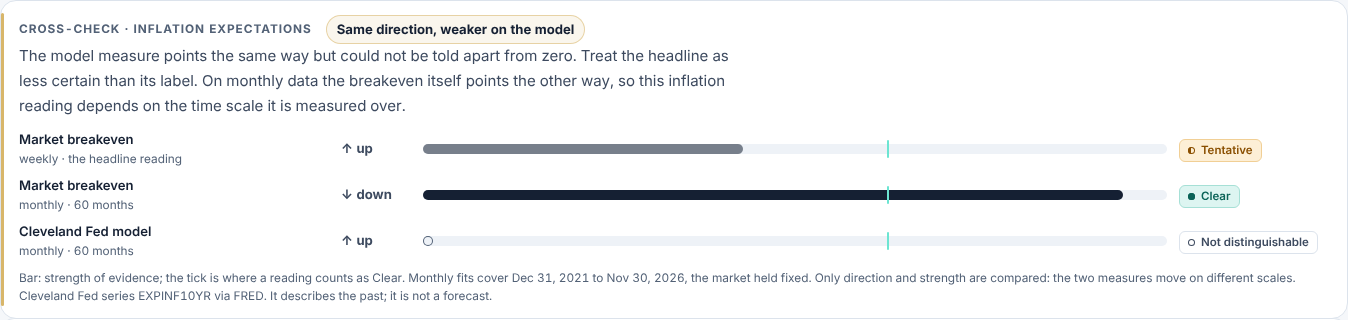 CROSS-CHECK · INFLATION EXPECTATIONS
Same direction, weaker on the model
The model measure points the same way but could not be told apart from zero. Treat the headline as
less certain than its label. On monthly data the breakeven itself points the other way, so this inflation
reading depends on the time scale it is measured over.
Market breakeven
weekly · the headline reading
↑ up
Tentative
Market breakeven
monthly · 60 months
↓ down
Clear
Cleveland Fed model
monthly · 60 months
↑ up
Not distinguishable
Bar: strength of evidence; the tick is where a reading counts as Clear. Monthly fits cover Dec 31, 2021 to Nov 30, 2026, the market held fixed. Only direction and strength are compared: the two measures move on different scales.
Cleveland Fed series EXPINF10YR via FRED. It describes the past; it is not a forecast.